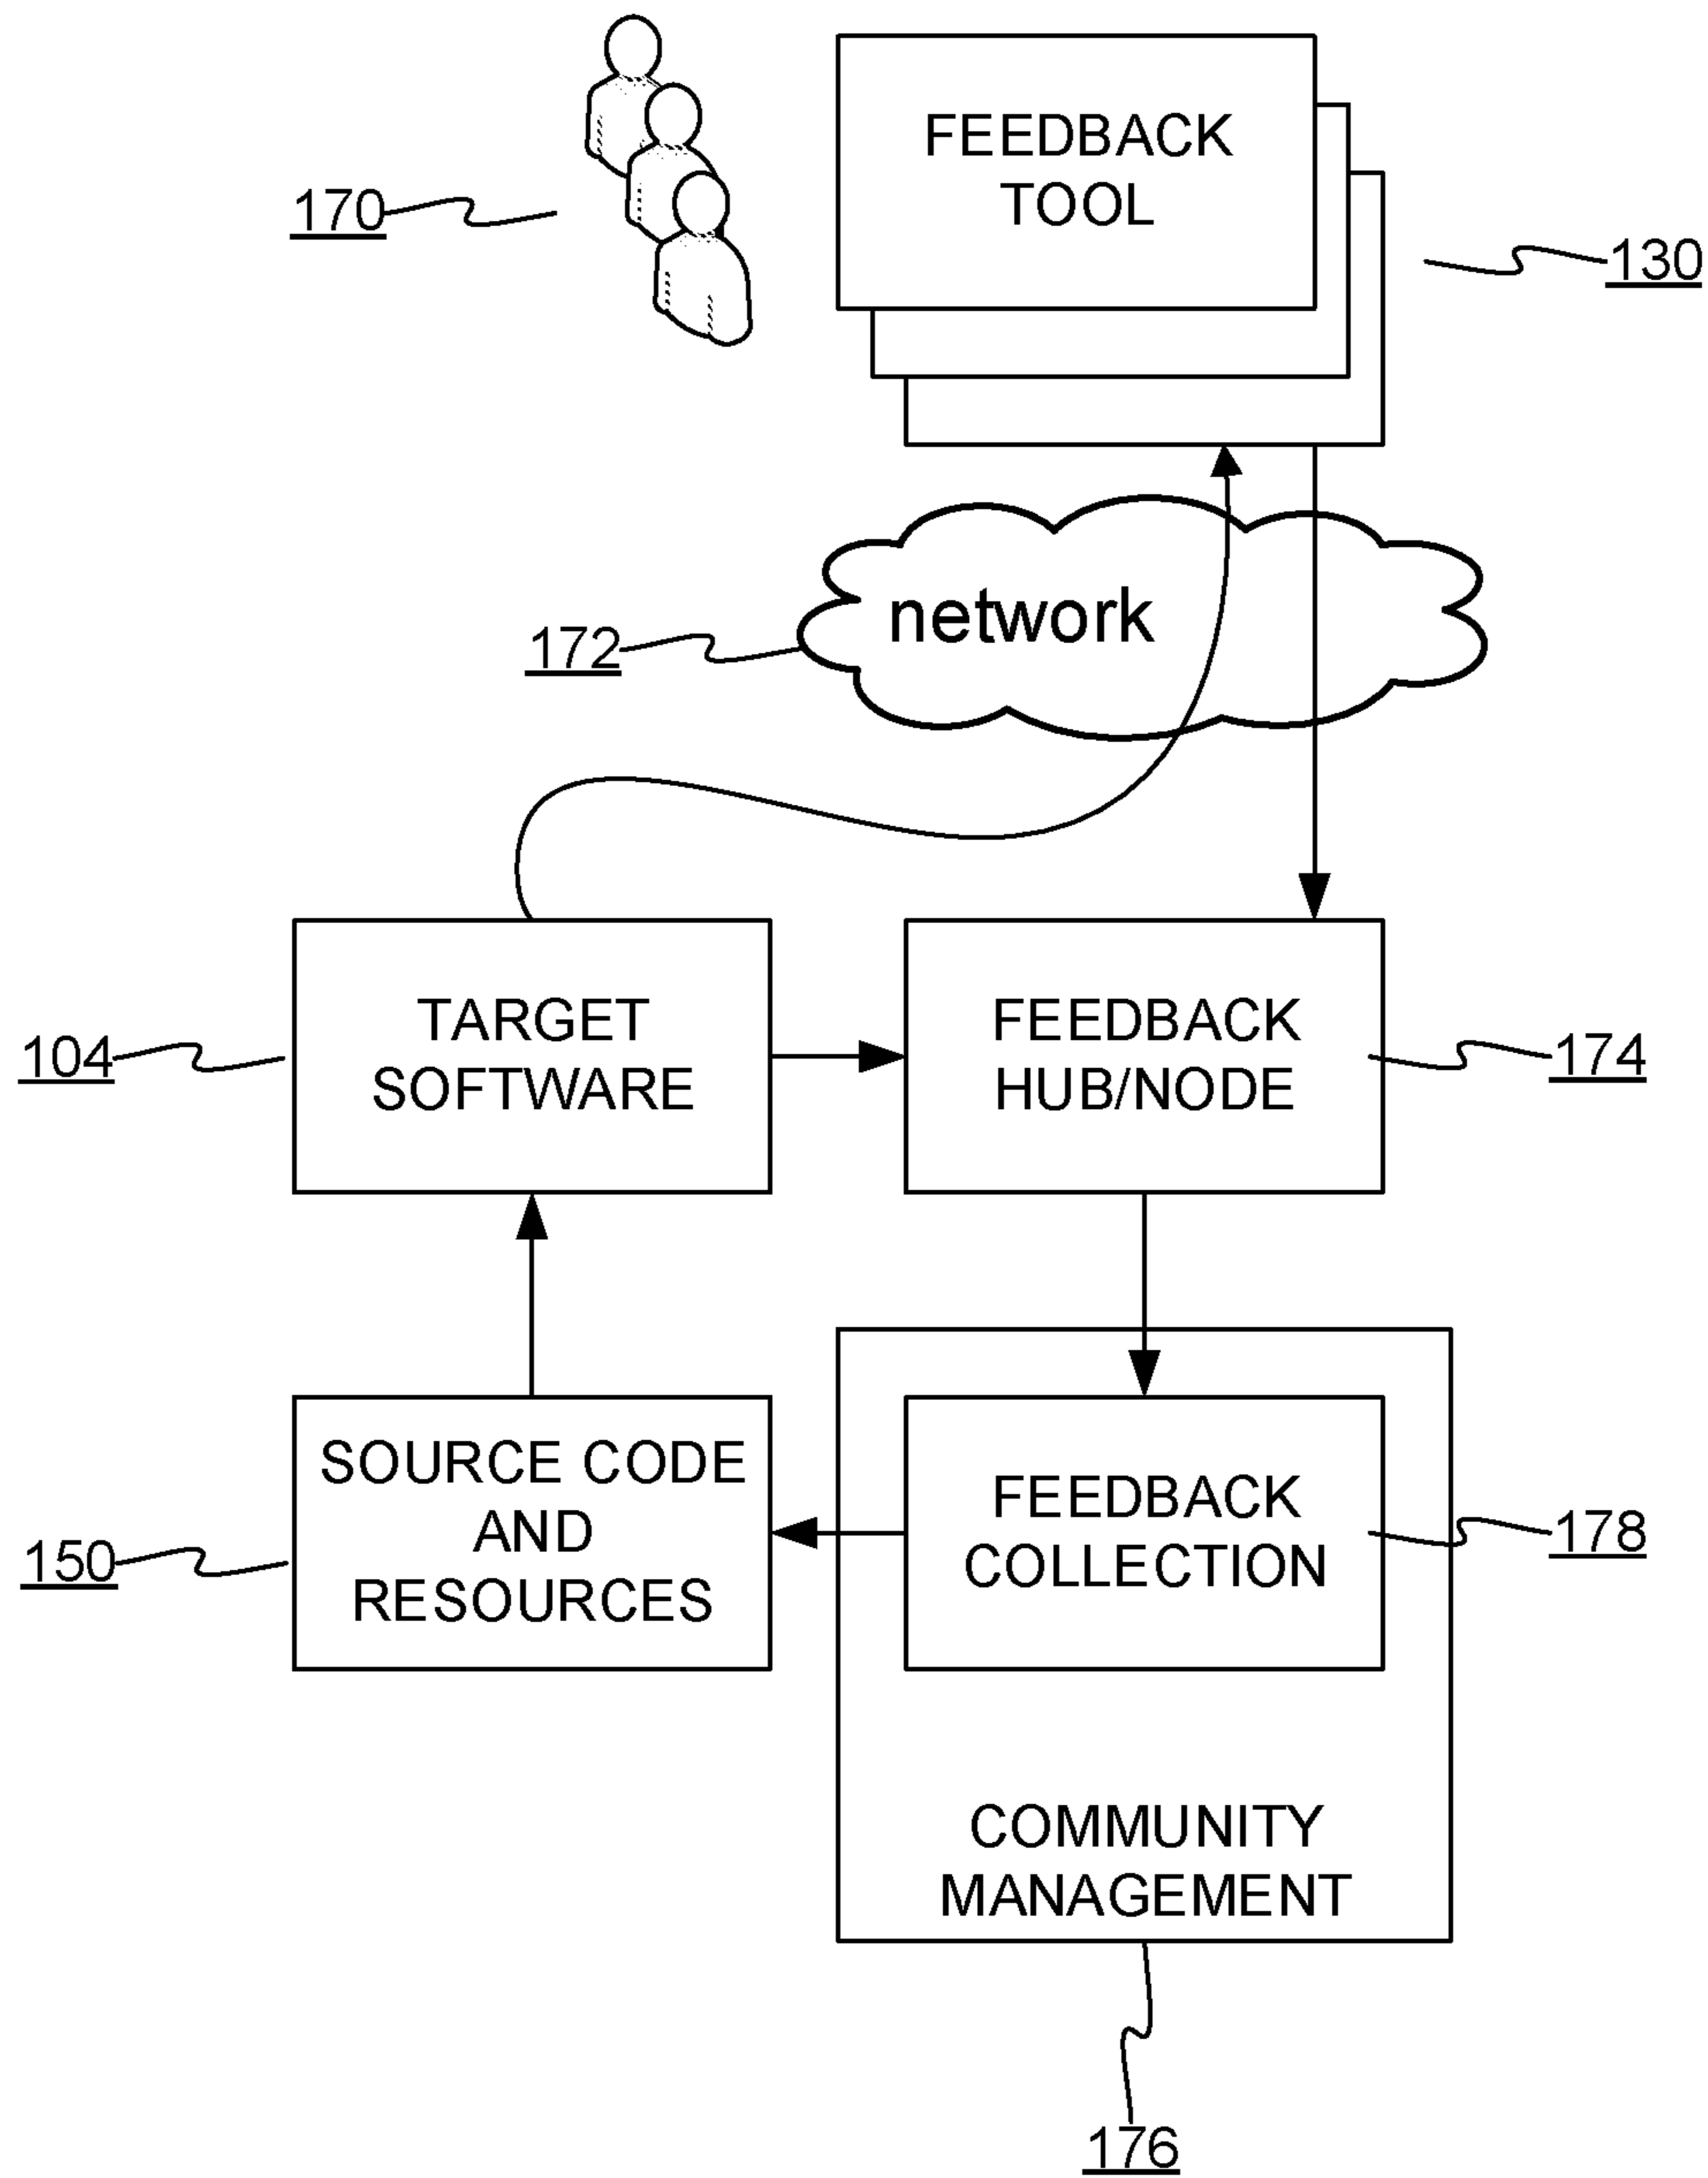 FEEDBACK
TOOL
170
130
network
172
TARGET
SOFTWARE
104
FEEDBACK
HUB/NODE
174
SOURCE CODE
AND
RESOURCES
150
FEEDBACK
COLLECTION
178
COMMUNITY
MANAGEMENT
176